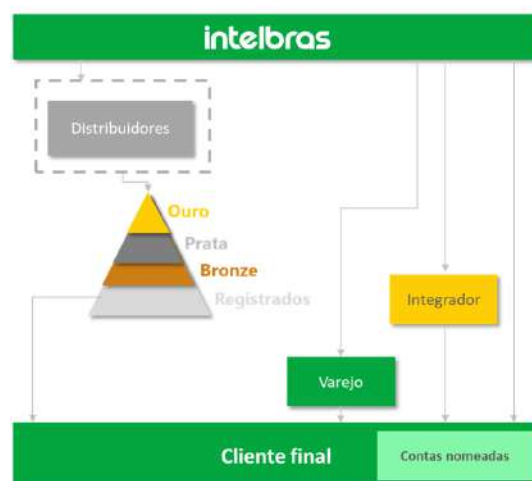 intelbras
Distribuidores
Ouro
Prata
Bronze
Registrados
Integrador
Varejo
Cliente final
Contas nomeadas